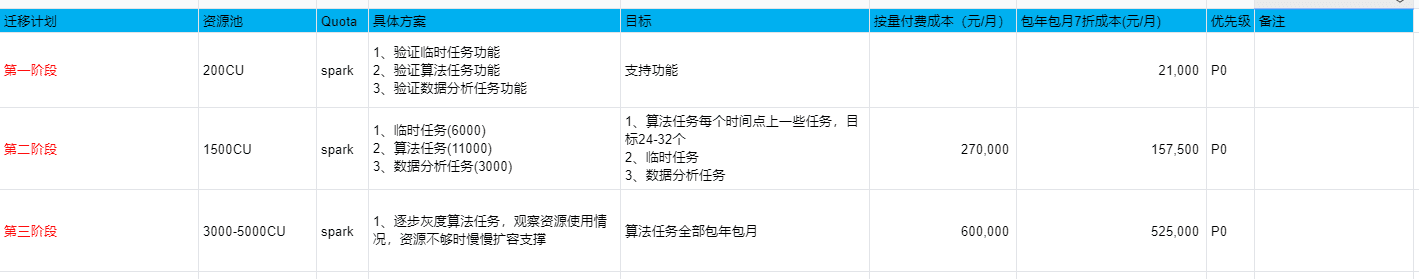 迁移计划 资源池 Quota 具体方案 目标 按量付费成本（元/月） 包年包月7折成本(元/月) 优先级 备注
第一阶段 200CU spark 1、验证临时任务功能
2、验证算法任务功能
3、验证数据分析任务功能
支持功能 21,000 P0
第二阶段 1500CU spark 1、临时任务(6000)
2、算法任务(11000)
3、数据分析任务(3000)
1、算法任务每个时间点上一些任务，目
标24-32个
2、临时任务
3、数据分析任务
270,000 157,500 P0
第三阶段 3000-5000CU spark 1、逐步灰度算法任务，观察资源使用情
况，资源不够时慢慢扩容支撑
算法任务全部包年包月 600,000 525,000 P0